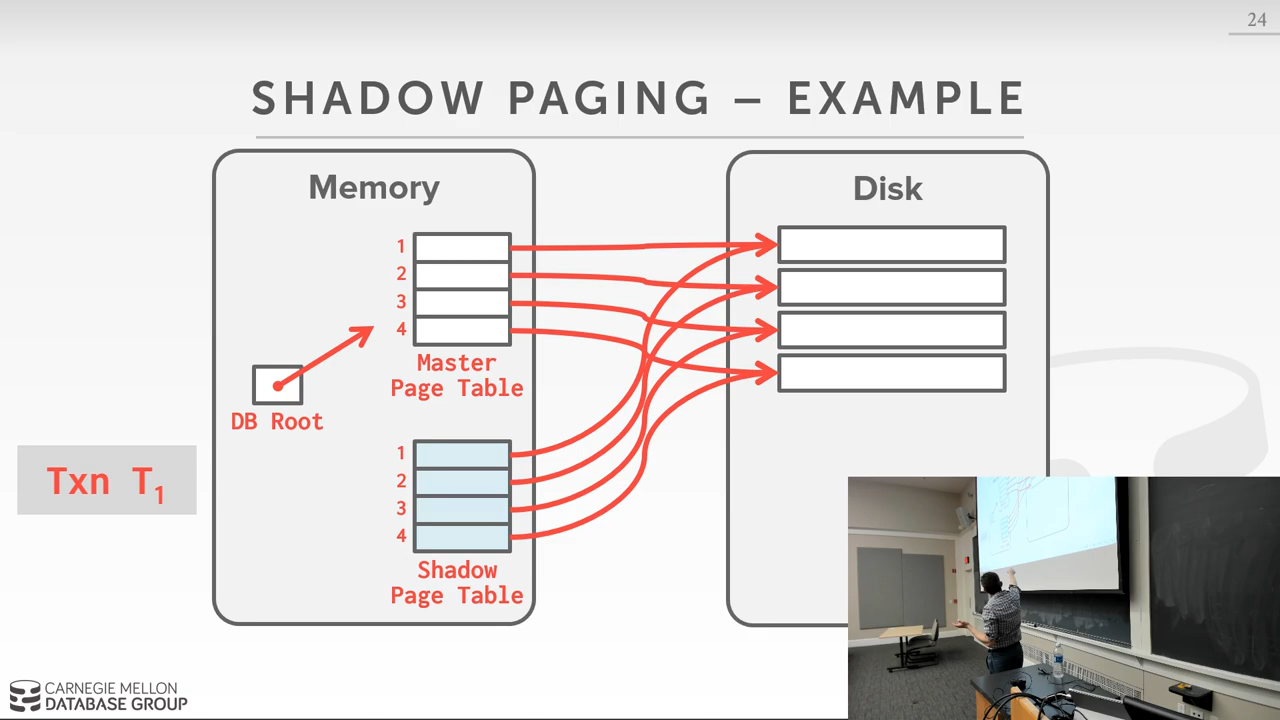 24
SHADOW PAGING – EXAMPLE
Memory
1
2
3
4
Master
Page Table
DB Root
Txn T1
1
2
3
4
Shadow
Page Table
Disk
CARNEGIE MELLON
DATABASE GROUP